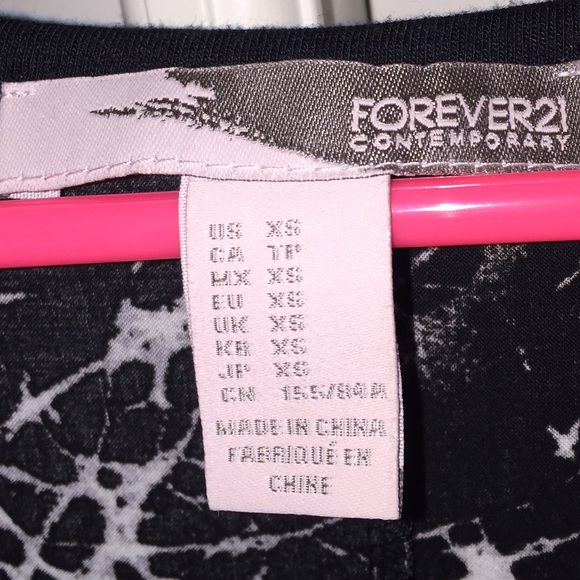 FOREVER21
CONTEMPORARY
US XS
CA TP
MX XS
EU XS
UK XS
KR XS
JP XS
CN 155/84A
MADE IN CHINA
FABRIQUÉ EN
CHINE